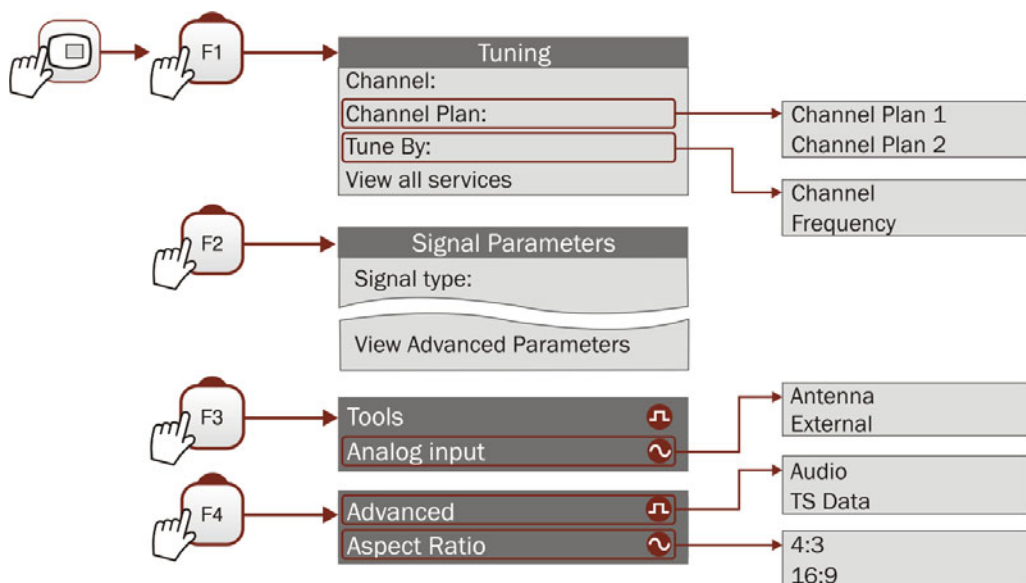 F1
Tuning
Channel:
Channel Plan:
Tune By:
View all services
Channel Plan 1
Channel Plan 2
Channel
Frequency
F2
Signal Parameters
Signal type:
View Advanced Parameters
F3
Tools
Analog input
Antenna
External
F4
Advanced
Aspect Ratio
Audio
TS Data
4:3
16:9